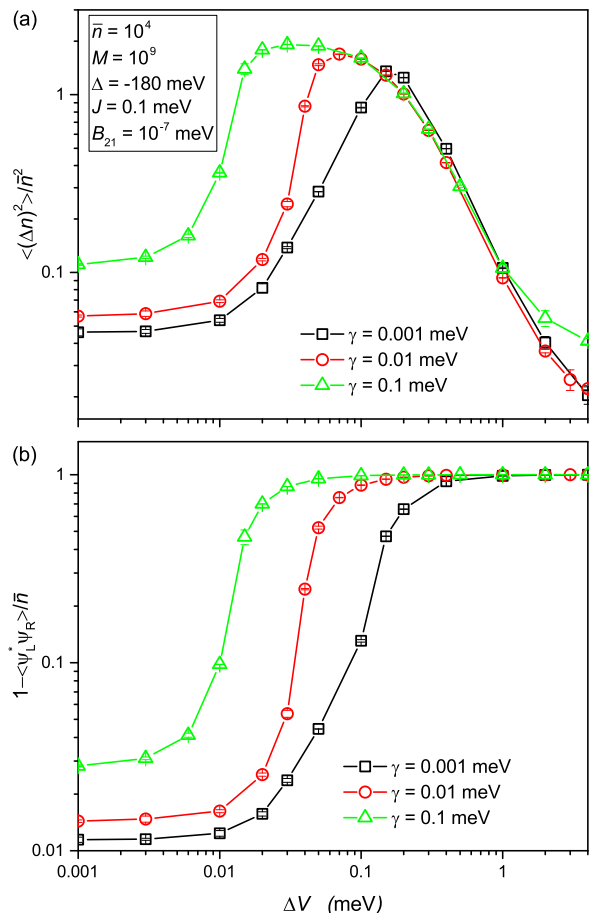 (a)
n̄ = 10⁴
M = 10⁹
Δ = -180 meV
J = 0.1 meV
B₂₁ = 10⁻⁷ meV
1
0.1
<(Δn)²>/n̄²
γ = 0.001 meV
γ = 0.01 meV
γ = 0.1 meV
(b)
1
0.1
0.01
1–<ψ*_L ψ_R>/n̄
γ = 0.001 meV
γ = 0.01 meV
γ = 0.1 meV
0.001 0.01 0.1 1
ΔV (meV)